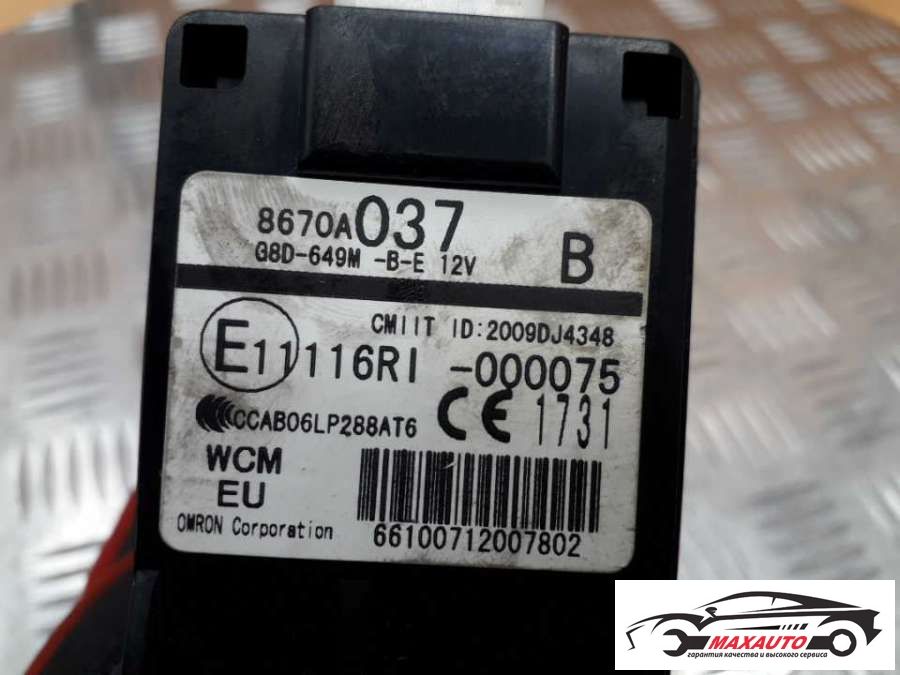 8670A037
G8D-649M -B-E 12V
B
CMIIT ID:2009DJ4348
E11 116RI -000075
CCAB06LP288AT6
CE 1731
WCM
EU
OMRON Corporation
66100712007802
MAXAUTO
гарантия качества и высокого сервиса